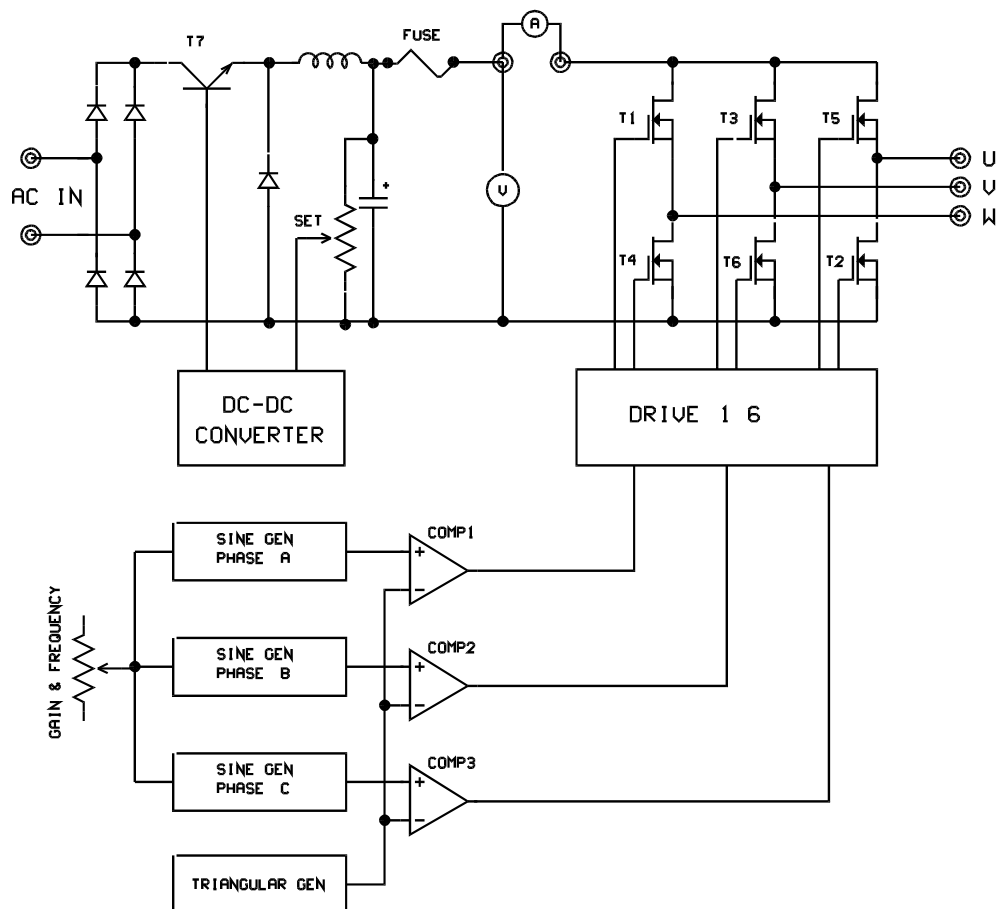 A
T7
FUSE
T1
T3
T5
U
AC IN
V
V
+
SET
W
T4
T6
T2
DC-DC
CONVERTER
DRIVE 1 6
SINE GEN
PHASE A
COMP1
+
-
GAIN & FREQUENCY
SINE GEN
PHASE B
COMP2
+
-
SINE GEN
PHASE C
COMP3
+
-
TRIANGULAR GEN